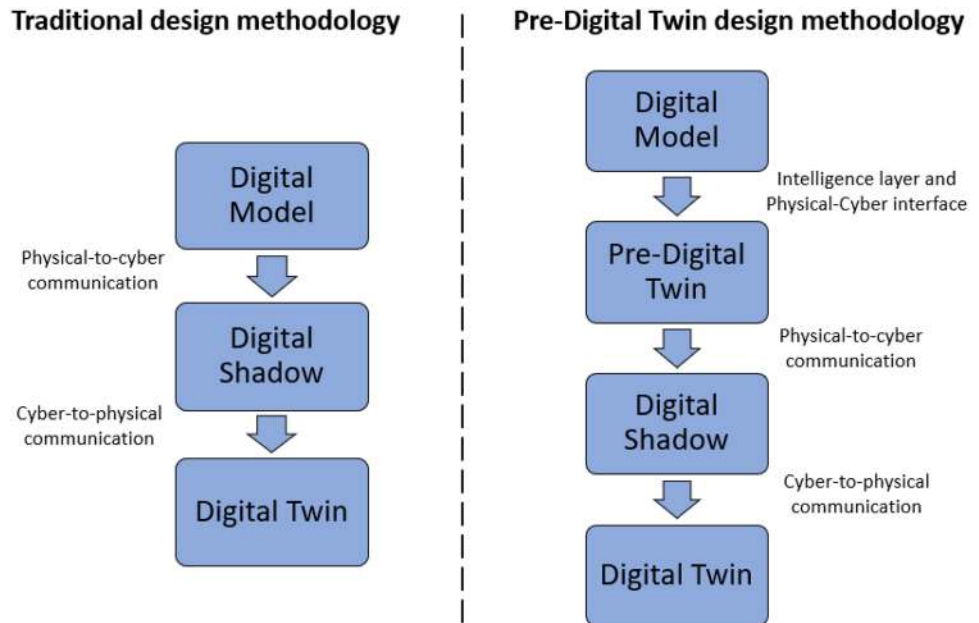 Traditional design methodology
Digital
Model
Physical-to-cyber
communication
Digital
Shadow
Cyber-to-physical
communication
Digital Twin
Pre-Digital Twin design methodology
Digital
Model
Intelligence layer and
Physical-Cyber interface
Pre-Digital
Twin
Physical-to-cyber
communication
Digital
Shadow
Cyber-to-physical
communication
Digital Twin